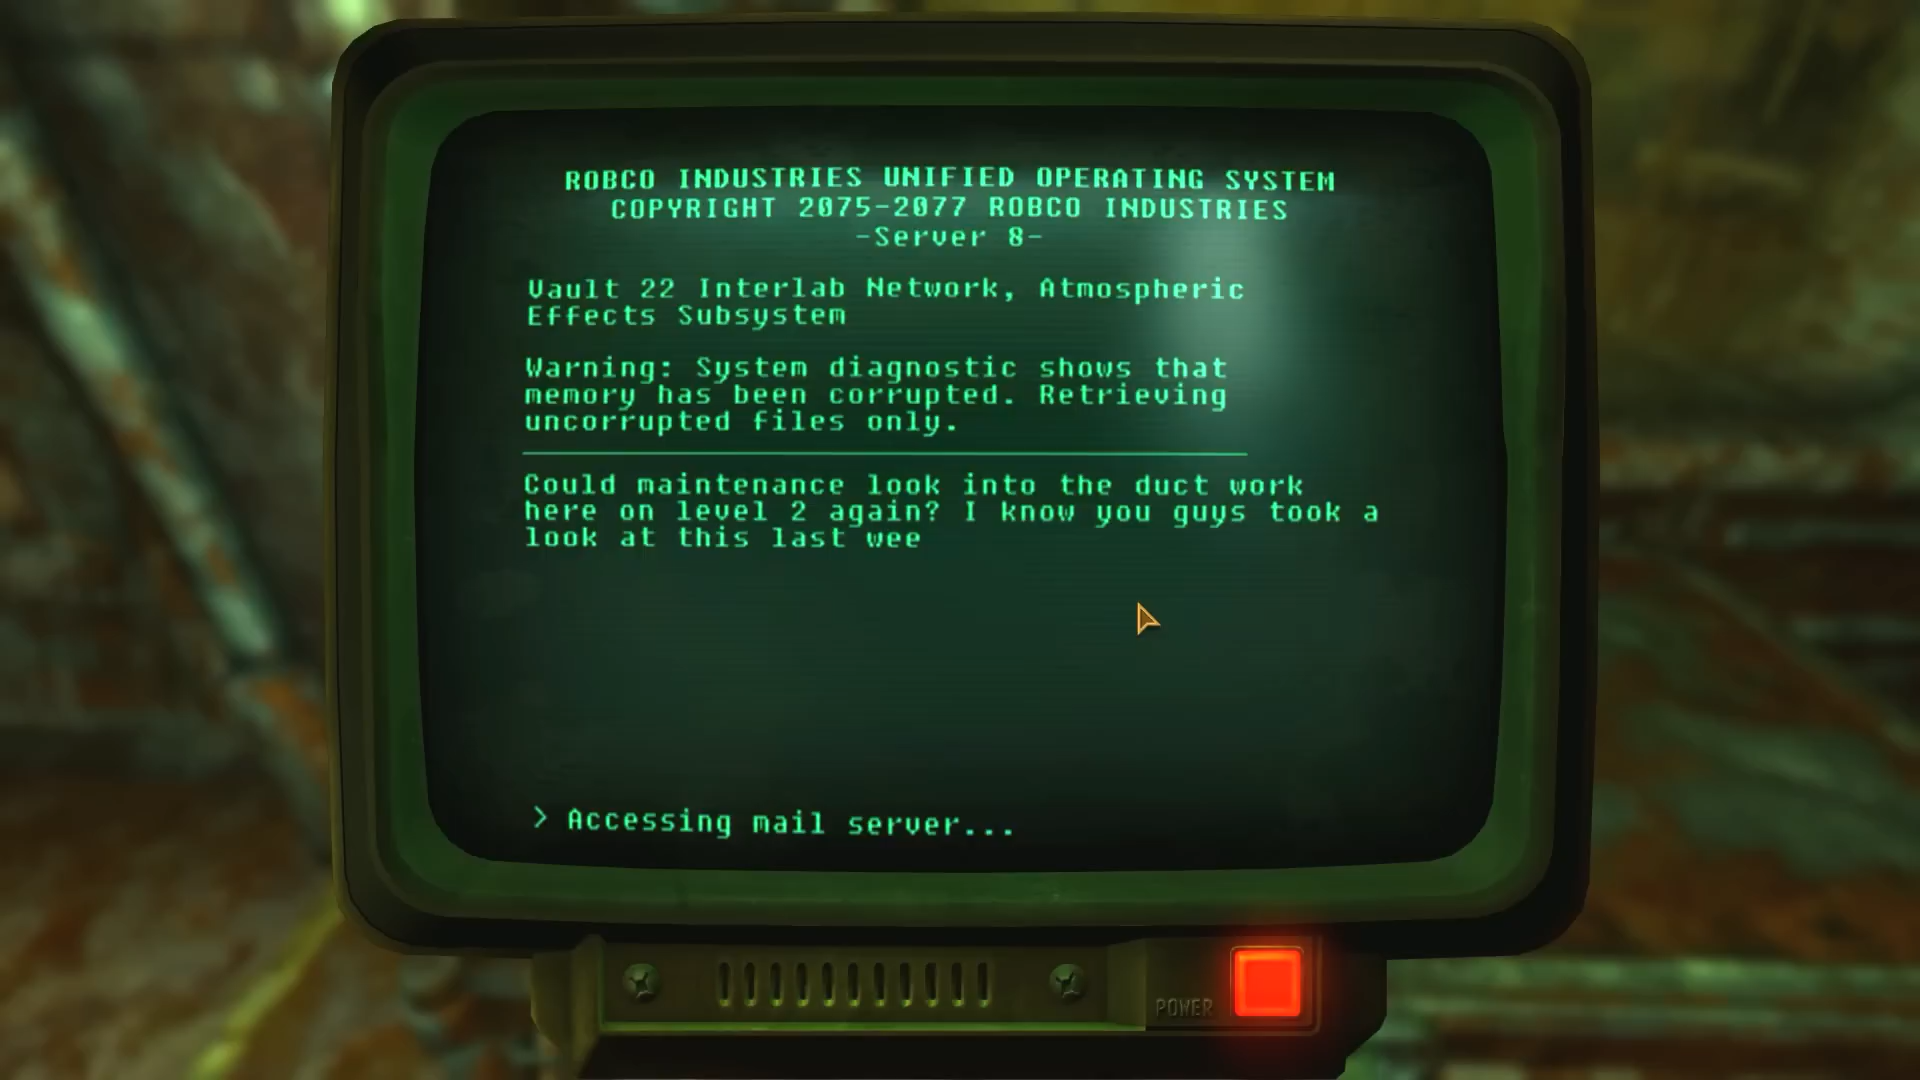 ROBCO INDUSTRIES UNIFIED OPERATING SYSTEM
COPYRIGHT 2075-2077 ROBCO INDUSTRIES
-Server 8-
Vault 22 Interlab Network, Atmospheric
Effects Subsystem
Warning: System diagnostic shows that
memory has been corrupted. Retrieving
uncorrupted files only.
Could maintenance look into the duct work
here on level 2 again? I know you guys took a
look at this last wee
> Accessing mail server...
POWER